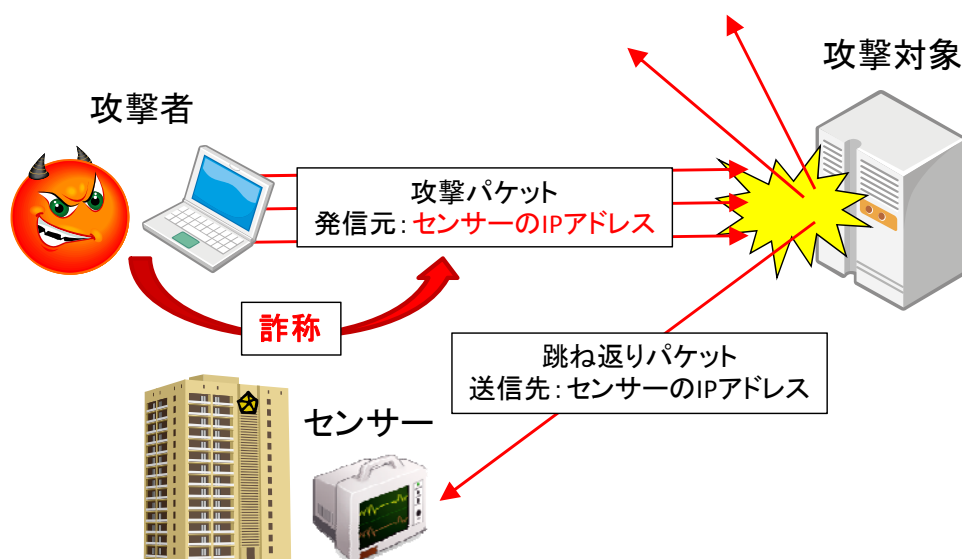 攻撃対象
攻撃者
攻撃パケット
発信元：センサーのIPアドレス
詐称
跳ね返りパケット
送信先：センサーのIPアドレス
センサー